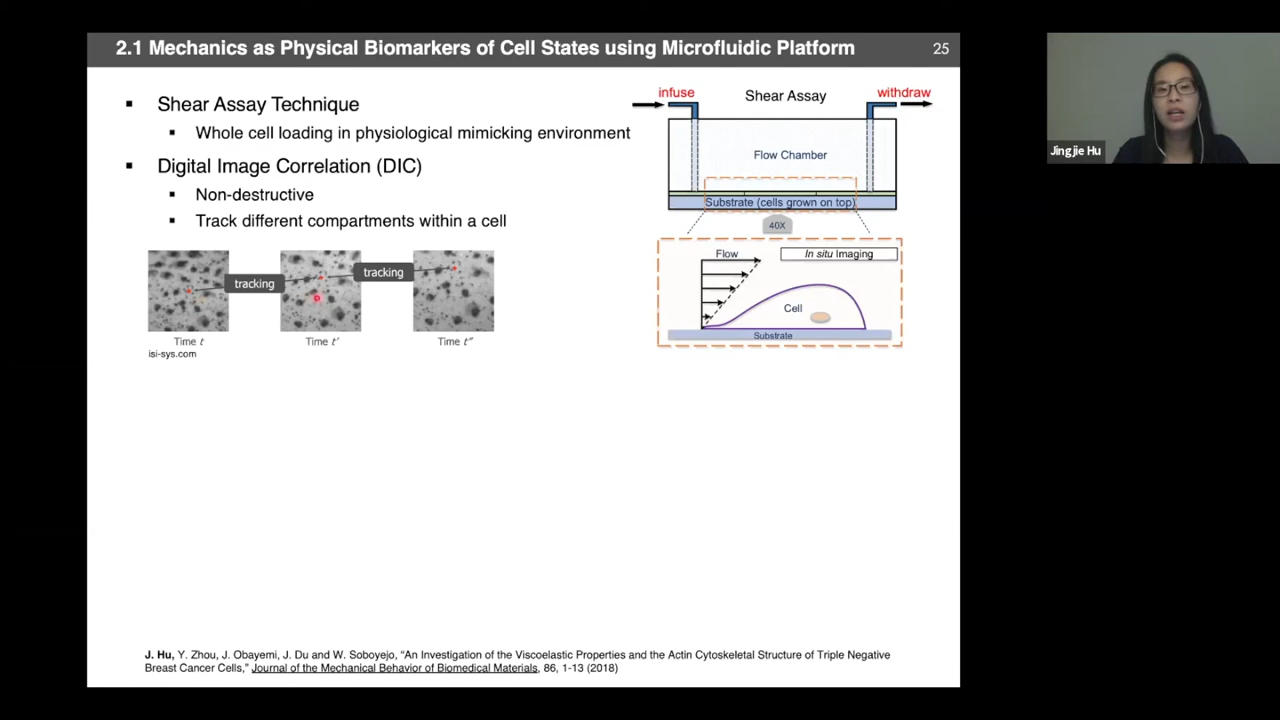 2.1 Mechanics as Physical Biomarkers of Cell States using Microfluidic Platform 25
▪ Shear Assay Technique
▪ Whole cell loading in physiological mimicking environment
▪ Digital Image Correlation (DIC)
▪ Non-destructive
▪ Track different compartments within a cell
tracking
tracking
Time t
Time t'
Time t"
isi-sys.com
infuse
Shear Assay
withdraw
Flow Chamber
Substrate (cells grown on top)
40X
Flow
In situ Imaging
Cell
Substrate
J. Hu, Y. Zhou, J. Obayemi, J. Du and W. Soboyejo, “An Investigation of the Viscoelastic Properties and the Actin Cytoskeletal Structure of Triple Negative
Breast Cancer Cells,” Journal of the Mechanical Behavior of Biomedical Materials, 86, 1-13 (2018)
Jingjie Hu